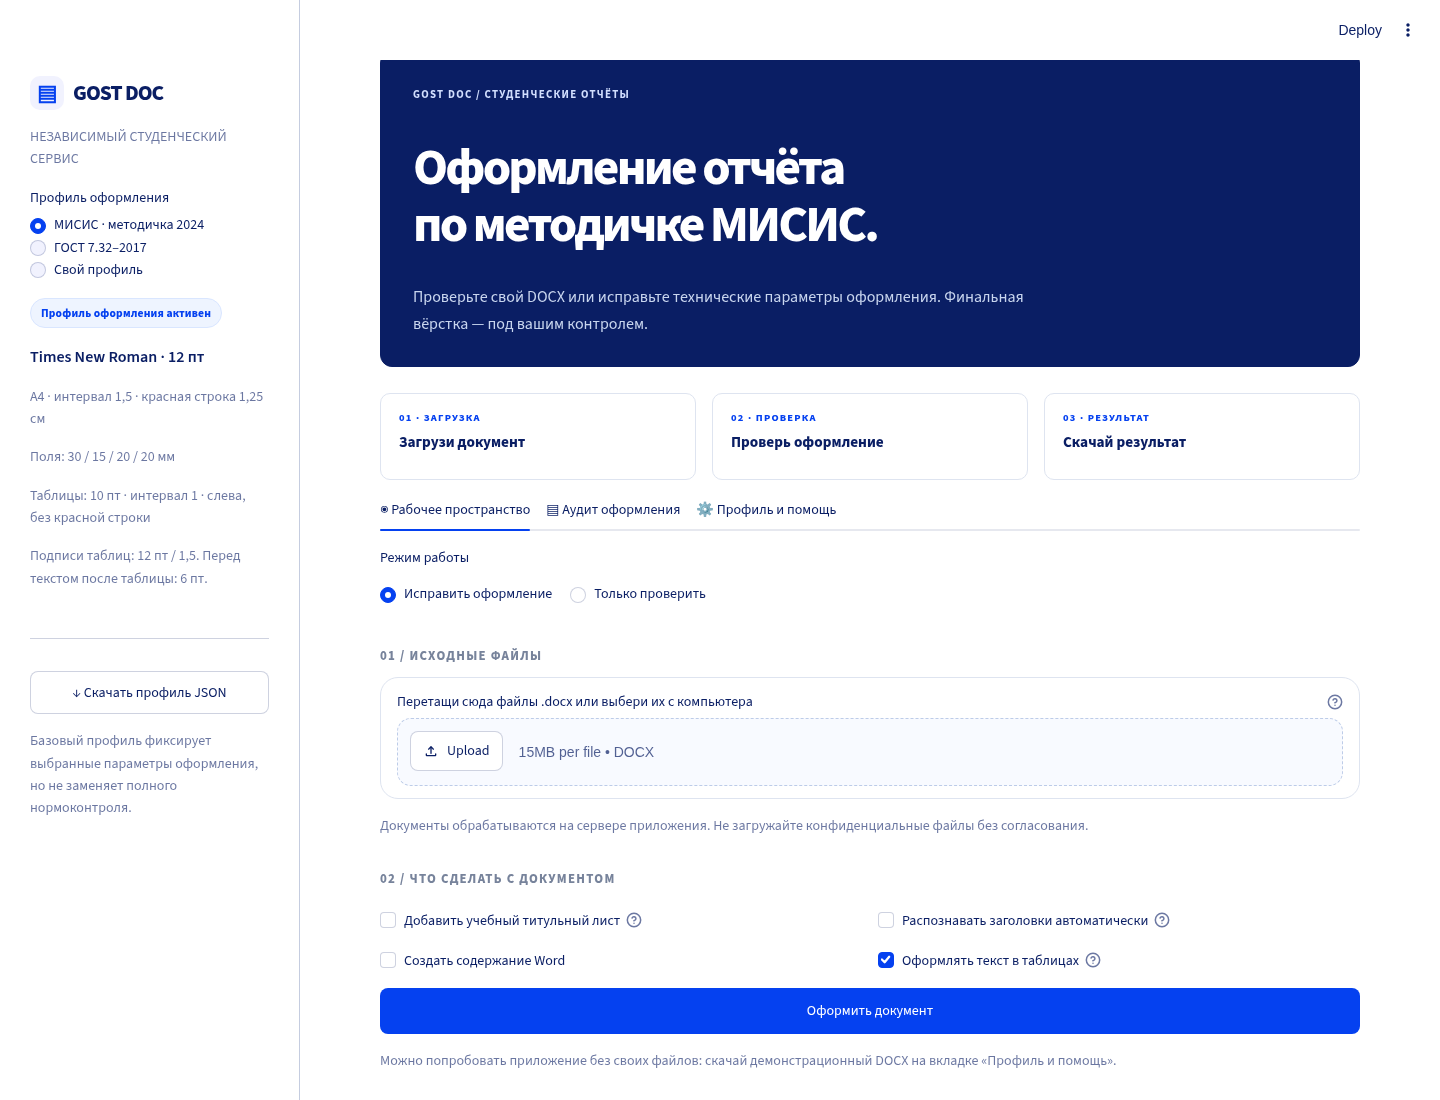 Deploy
GOST DOC
НЕЗАВИСИМЫЙ СТУДЕНЧЕСКИЙ
СЕРВИС
Профиль оформления
МИСИС · методичка 2024
ГОСТ 7.32–2017
Свой профиль
Профиль оформления активен
Times New Roman · 12 пт
А4 · интервал 1,5 · красная строка 1,25
см
Поля: 30 / 15 / 20 / 20 мм
Таблицы: 10 пт · интервал 1 · слева,
без красной строки
Подписи таблиц: 12 пт / 1,5. Перед
текстом после таблицы: 6 пт.
↓ Скачать профиль JSON
Базовый профиль фиксирует
выбранные параметры оформления,
но не заменяет полного
нормоконтроля.
GOST DOC / СТУДЕНЧЕСКИЕ ОТЧЁТЫ
Оформление отчёта
по методичке МИСИС.
Проверьте свой DOCX или исправьте технические параметры оформления. Финальная
вёрстка — под вашим контролем.
01 · ЗАГРУЗКА
Загрузи документ
02 · ПРОВЕРКА
Проверь оформление
03 · РЕЗУЛЬТАТ
Скачай результат
◉ Рабочее пространство
▤ Аудит оформления
⚙️ Профиль и помощь
Режим работы
Исправить оформление
Только проверить
01 / ИСХОДНЫЕ ФАЙЛЫ
Перетащи сюда файлы .docx или выбери их с компьютера
Upload
15MB per file • DOCX
Документы обрабатываются на сервере приложения. Не загружайте конфиденциальные файлы без согласования.
02 / ЧТО СДЕЛАТЬ С ДОКУМЕНТОМ
Добавить учебный титульный лист
Распознавать заголовки автоматически
Создать содержание Word
Оформлять текст в таблицах
Оформить документ
Можно попробовать приложение без своих файлов: скачай демонстрационный DOCX на вкладке «Профиль и помощь».